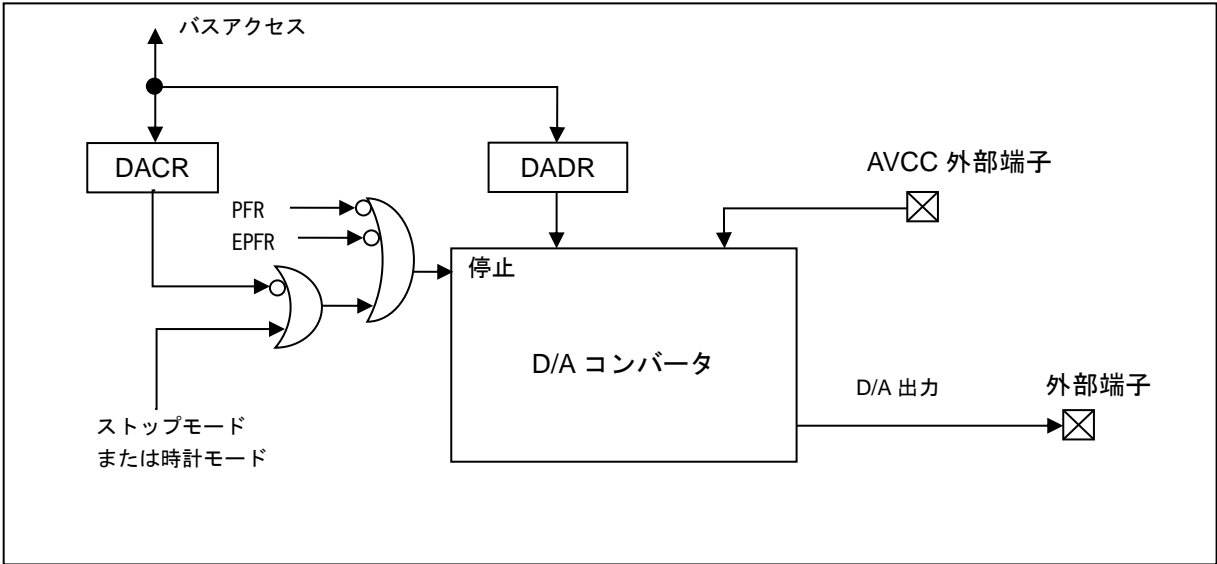 バスアクセス
DACR
DADR
AVCC 外部端子
PFR
EPFR
停止
D/A コンバータ
D/A 出力
外部端子
ストップモード
または時計モード